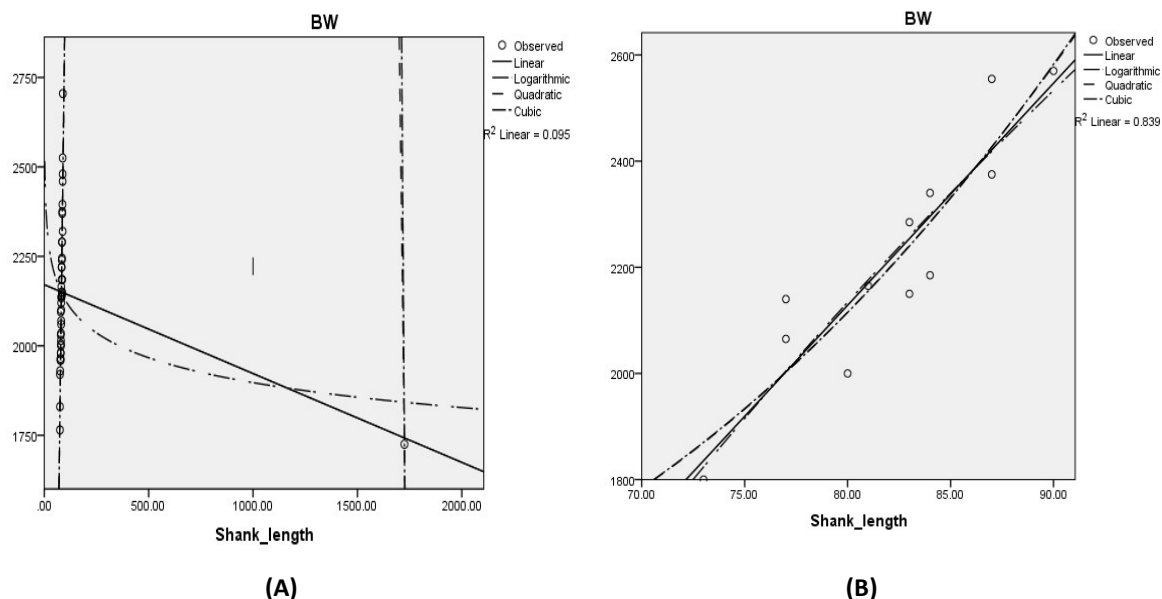 BW
Observed
Linear
Logarithmic
Quadratic
Cubic
R² Linear = 0.095
2750
2500
2250
2000
1750
.00
500.00
1000.00
1500.00
2000.00
Shank_length
(A)
BW
Observed
Linear
Logarithmic
Quadratic
Cubic
R² Linear = 0.839
2600
2400
2200
2000
1800
70.00
75.00
80.00
85.00
90.00
Shank_length
(B)